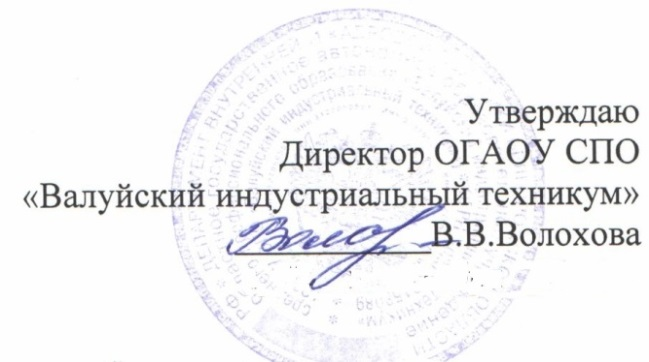 Утверждаю
Директор ОГАОУ СПО
«Валуйский индустриальный техникум»
В.В.Волохова